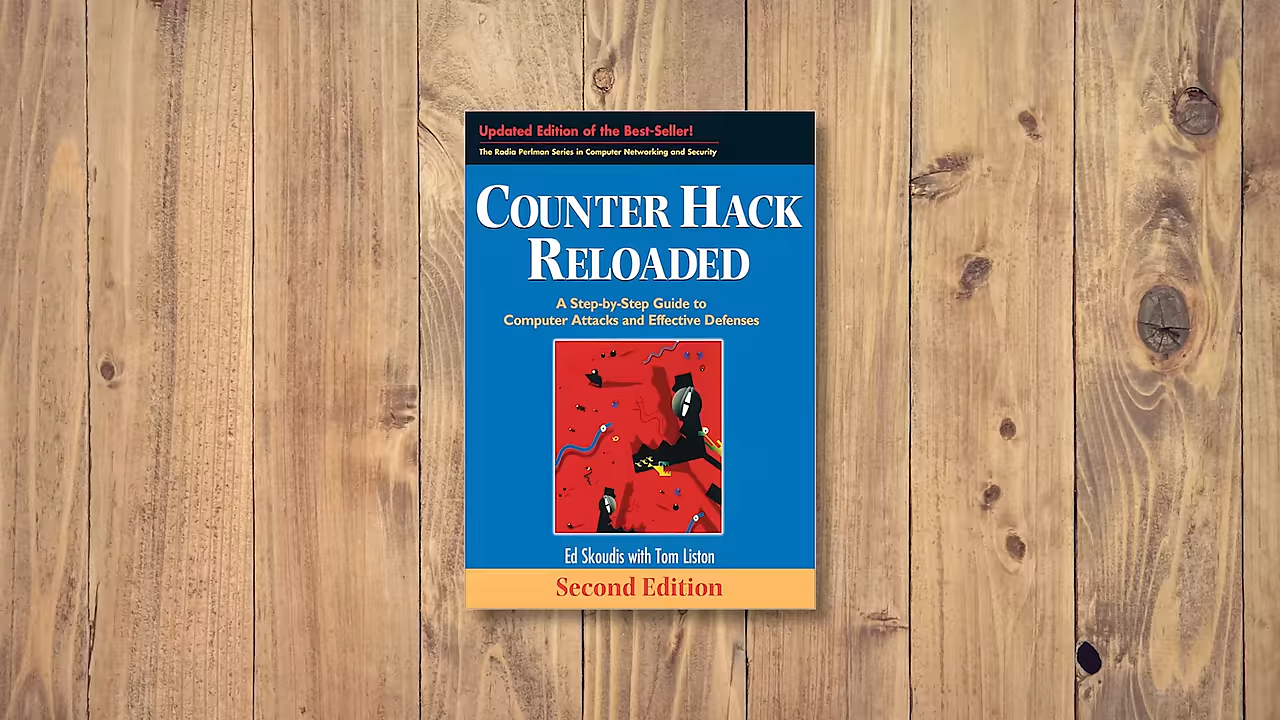 Updated Edition of the Best-Seller!
The Radia Perlman Series in Computer Networking and Security
COUNTER HACK
RELOADED
A Step-by-Step Guide to
Computer Attacks and Effective Defenses
Ed Skoudis with Tom Liston
Second Edition